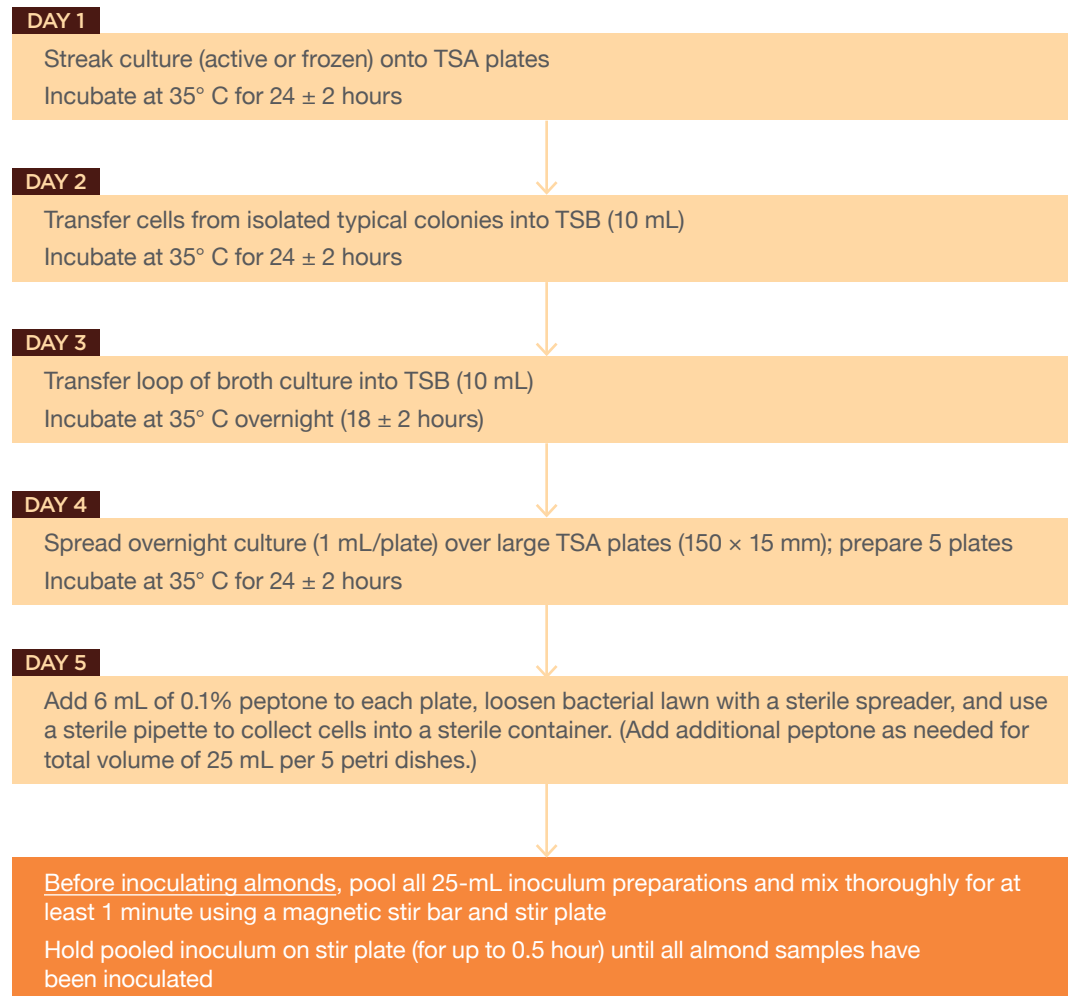 DAY 1
Streak culture (active or frozen) onto TSA plates
Incubate at 35° C for 24 ± 2 hours
DAY 2
Transfer cells from isolated typical colonies into TSB (10 mL)
Incubate at 35° C for 24 ± 2 hours
DAY 3
Transfer loop of broth culture into TSB (10 mL)
Incubate at 35° C overnight (18 ± 2 hours)
DAY 4
Spread overnight culture (1 mL/plate) over large TSA plates (150 × 15 mm); prepare 5 plates
Incubate at 35° C for 24 ± 2 hours
DAY 5
Add 6 mL of 0.1% peptone to each plate, loosen bacterial lawn with a sterile spreader, and use
a sterile pipette to collect cells into a sterile container. (Add additional peptone as needed for
total volume of 25 mL per 5 petri dishes.)
Before inoculating almonds, pool all 25-mL inoculum preparations and mix thoroughly for at
least 1 minute using a magnetic stir bar and stir plate
Hold pooled inoculum on stir plate (for up to 0.5 hour) until all almond samples have
been inoculated